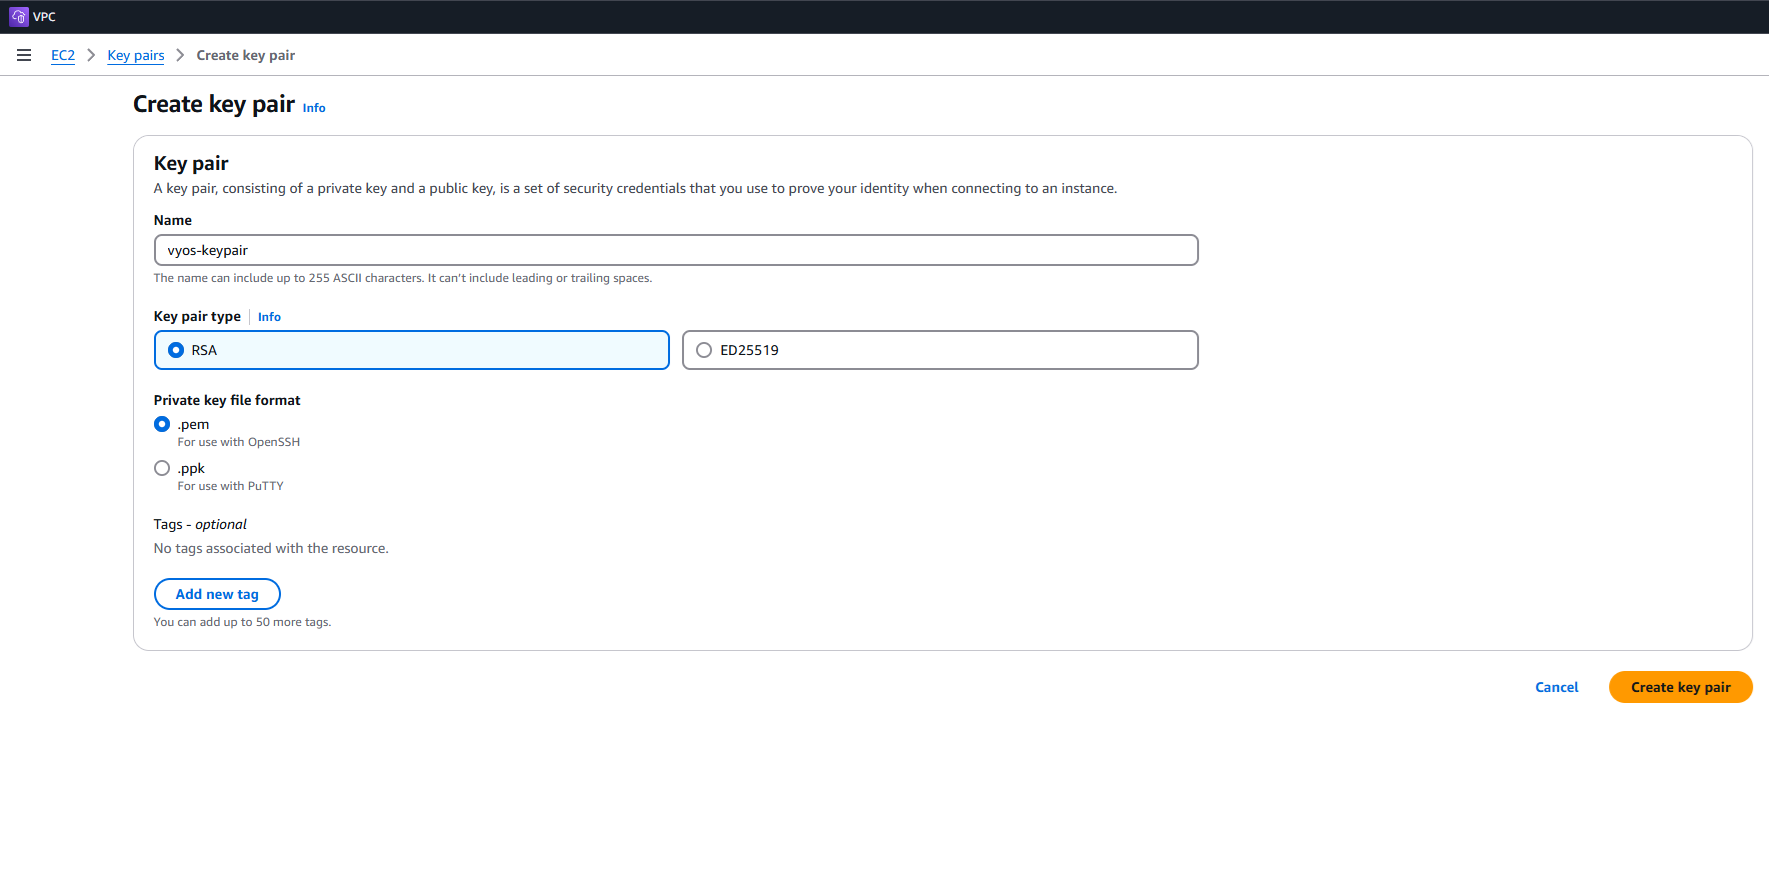 VPC
EC2 > Key pairs > Create key pair
Create key pair Info
Key pair
A key pair, consisting of a private key and a public key, is a set of security credentials that you use to prove your identity when connecting to an instance.
Name
vyos-keypair
The name can include up to 255 ASCII characters. It can't include leading or trailing spaces.
Key pair type | Info
RSA
ED25519
Private key file format
.pem
For use with OpenSSH
.ppk
For use with PuTTY
Tags - optional
No tags associated with the resource.
Add new tag
You can add up to 50 more tags.
Cancel
Create key pair